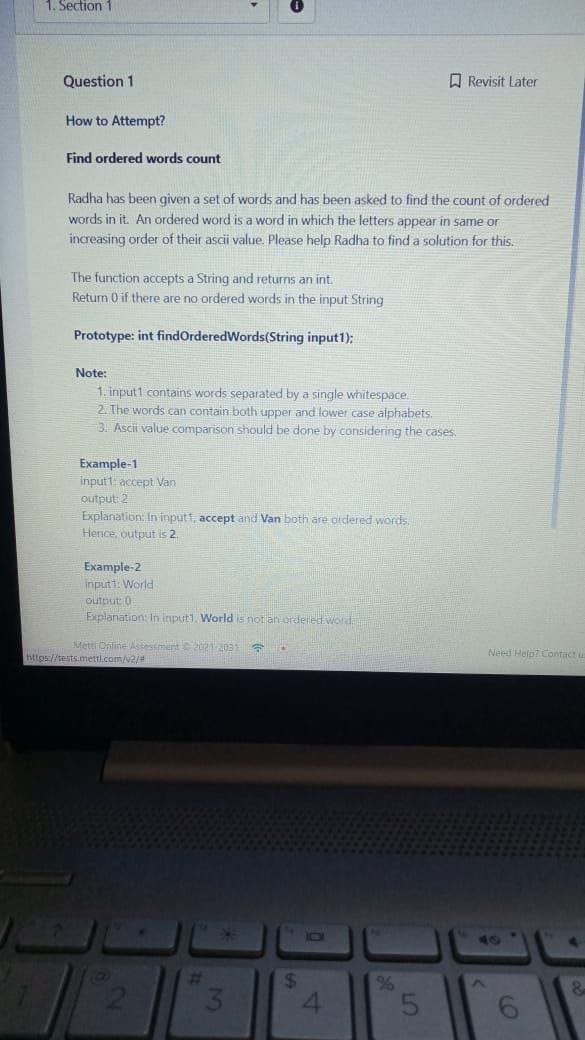 1. Section 1
i
Question 1
Revisit Later
How to Attempt?
Find ordered words count
Radha has been given a set of words and has been asked to find the count of ordered
words in it. An ordered word is a word in which the letters appear in same or
increasing order of their ascii value. Please help Radha to find a solution for this.
The function accepts a String and returns an int.
Return 0 if there are no ordered words in the input String
Prototype: int findOrderedWords(String input1);
Note:
1. input1 contains words separated by a single whitespace.
2. The words can contain both upper and lower case alphabets.
3. Ascii value comparison should be done by considering the cases.
Example-1
input1: accept Van
output: 2
Explanation: In input1, accept and Van both are ordered words.
Hence, output is 2.
Example-2
input1: World
output: 0
Explanation: In input1, World is not an ordered word.
Mettl Online Assessment © 2021-2031
Need Help? Contact u
https://tests.mettl.com/v2/#
?
@ # $ % ^ &
1 2 3 4 5 6